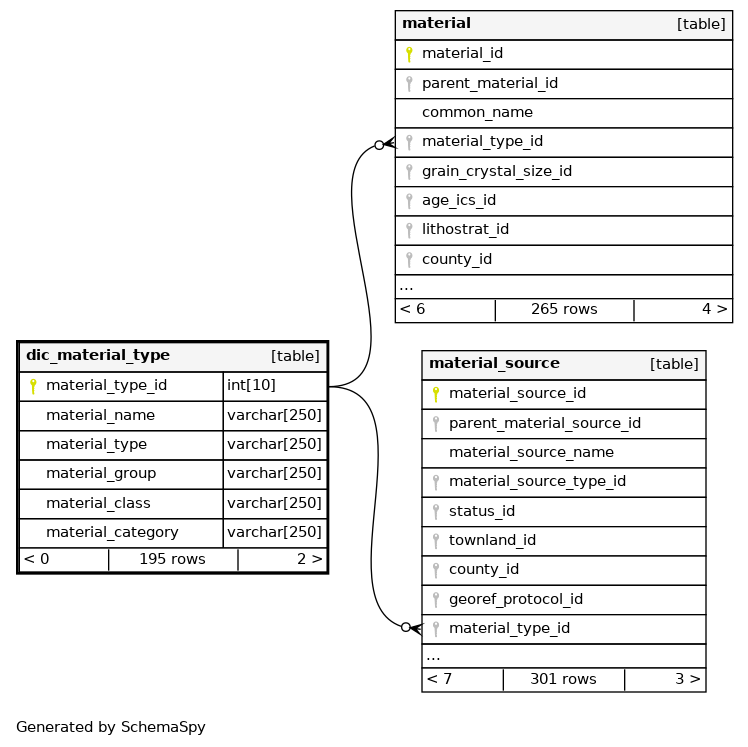 material [table]
material_id
parent_material_id
common_name
material_type_id
grain_crystal_size_id
age_ics_id
lithostrat_id
county_id
...
< 6 265 rows 4 >
dic_material_type [table]
material_type_id int[10]
material_name varchar[250]
material_type varchar[250]
material_group varchar[250]
material_class varchar[250]
material_category varchar[250]
< 0 195 rows 2 >
material_source [table]
material_source_id
parent_material_source_id
material_source_name
material_source_type_id
status_id
townland_id
county_id
georef_protocol_id
material_type_id
...
< 7 301 rows 3 >
Generated by SchemaSpy